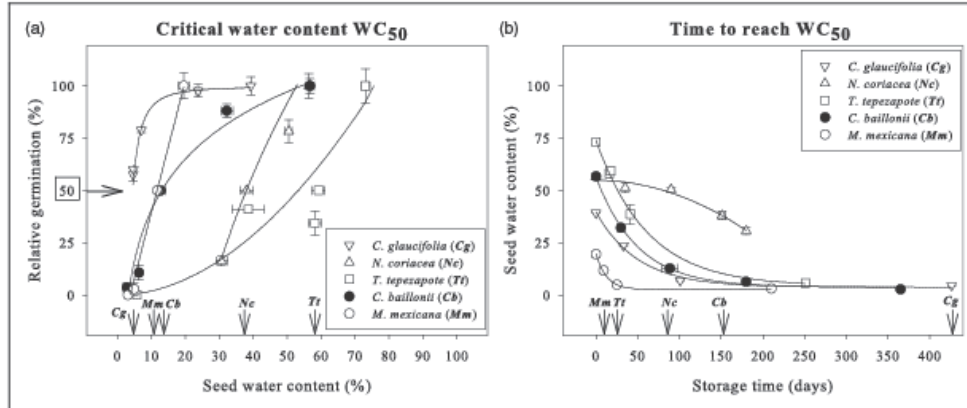 (a) Critical water content WC50
Relative germination (%)
100
75
50
25
0
C. glaucifolia (Cg)
N. coriacea (Nc)
T. tepezapote (Tt)
C. baillonii (Cb)
M. mexicana (Mm)
Cg Mm Cb Nc Tt
0 10 20 30 40 50 60 70 80 90 100
Seed water content (%)
(b) Time to reach WC50
Seed water content (%)
100
75
50
25
0
C. glaucifolia (Cg)
N. coriacea (Nc)
T. tepezapote (Tt)
C. baillonii (Cb)
M. mexicana (Mm)
Mm Tt Nc Cb Cg
0 50 100 150 200 250 300 350 400
Storage time (days)